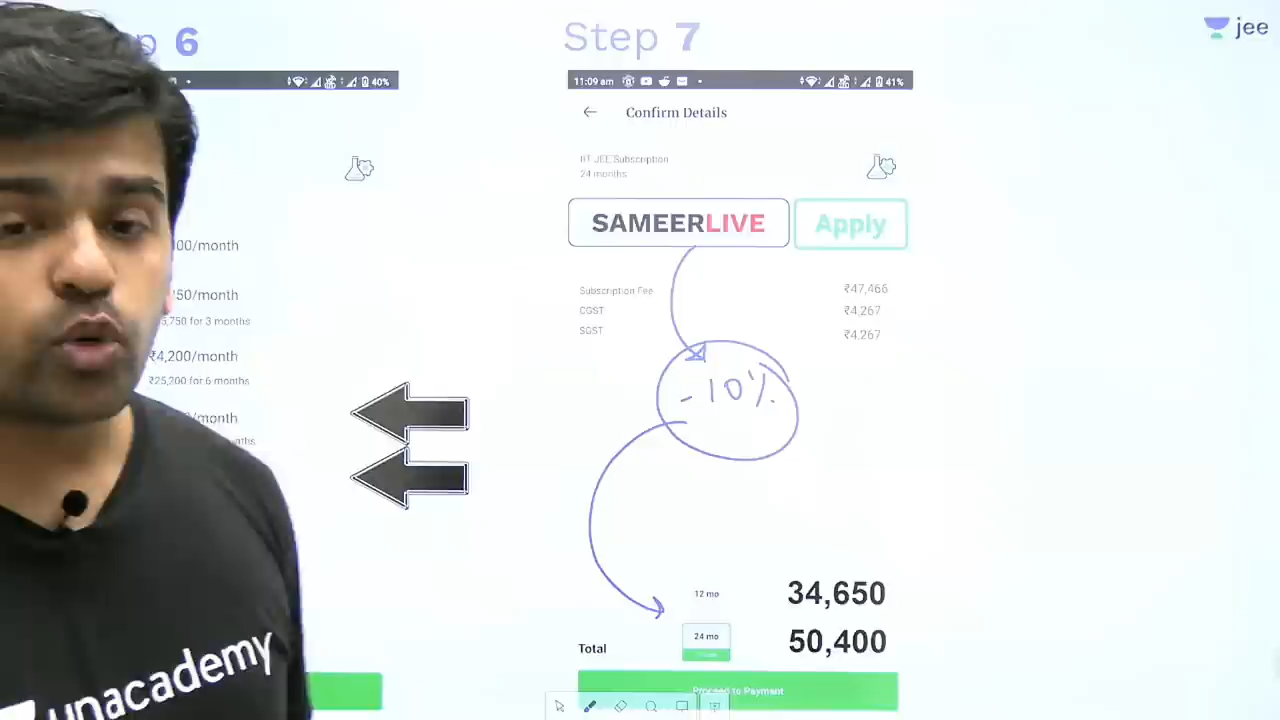 p 6
Step 7
jee
40%
11:09 am
41%
Confirm Details
IIT JEE Subscription
24 months
SAMEERLIVE
Apply
00/month
50/month
5,750 for 3 months
₹4,200/month
₹25,200 for 6 months
/month
Subscription Fee ₹47,466
CGST ₹4,267
SGST ₹4,267
-10%
12 mo 34,650
24 mo
Total 50,400
Proceed to Payment
unacademy